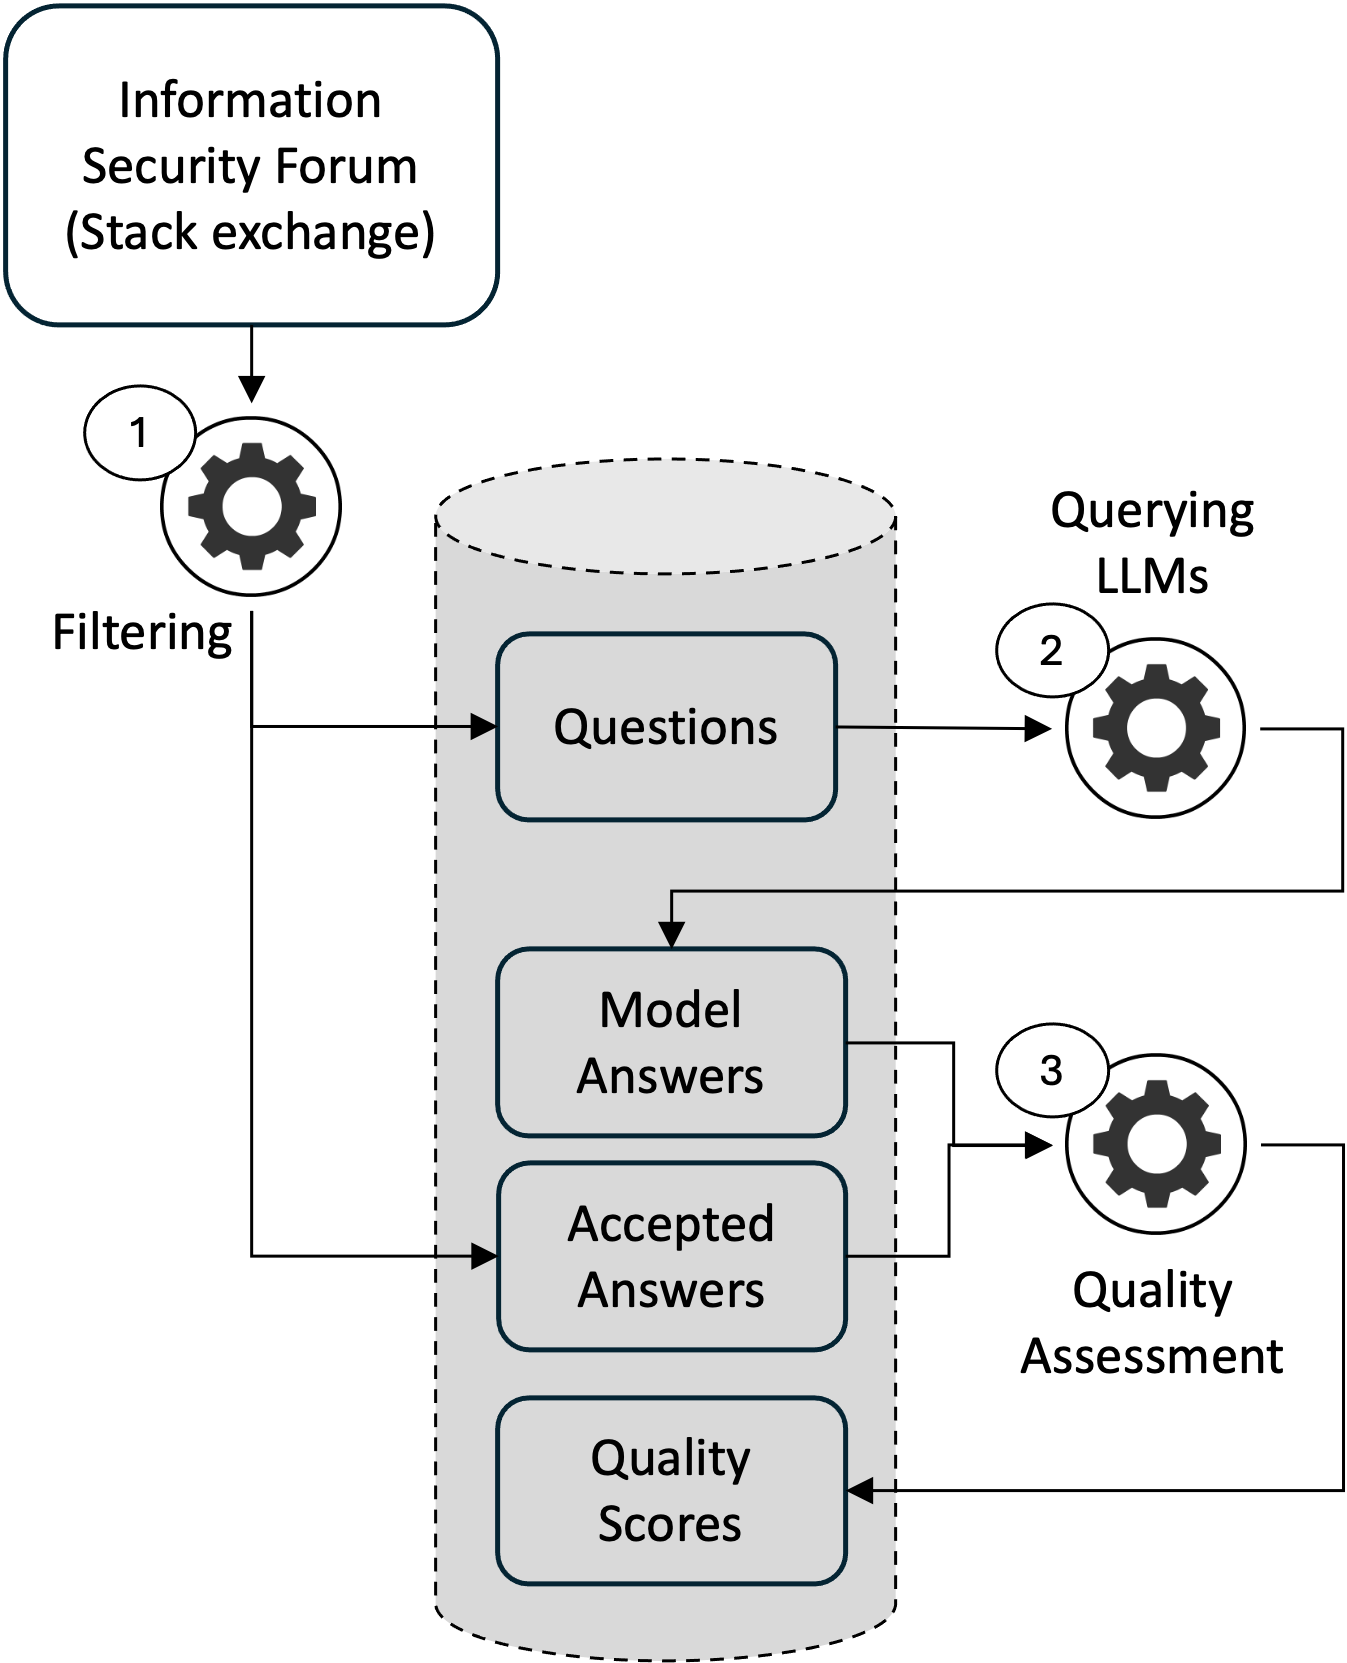 Information
Security Forum
(Stack exchange)
1
Filtering
Querying
LLMs
2
Questions
Model
Answers
3
Accepted
Answers
Quality
Assessment
Quality
Scores